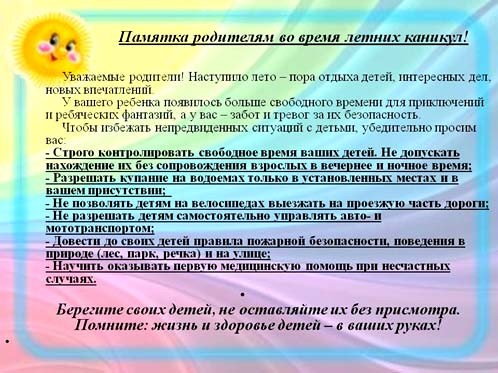 Памятка родителям во время летних каникул!
Уважаемые родители! Наступило лето – пора отдыха детей, интересных дел,
новых впечатлений.
У вашего ребенка появилось больше свободного времени для приключений
и ребяческих фантазий, а у вас – забот и тревог за их безопасность.
Чтобы избежать непредвиденных ситуаций с детьми, убедительно просим
вас:
- Строго контролировать свободное время ваших детей. Не допускать
нахождение их без сопровождения взрослых в вечернее и ночное время;
- Разрешать купание на водоемах только в установленных местах и в
вашем присутствии;
- Не позволять детям на велосипедах выезжать на проезжую часть дороги;
- Не разрешать детям самостоятельно управлять авто- и
мототранспортом;
- Довести до своих детей правила пожарной безопасности, поведения в
природе (лес, парк, речка) и на улице;
- Научить оказывать первую медицинскую помощь при несчастных
случаях.
Берегите своих детей, не оставляйте их без присмотра.
Помните: жизнь и здоровье детей – в ваших руках!